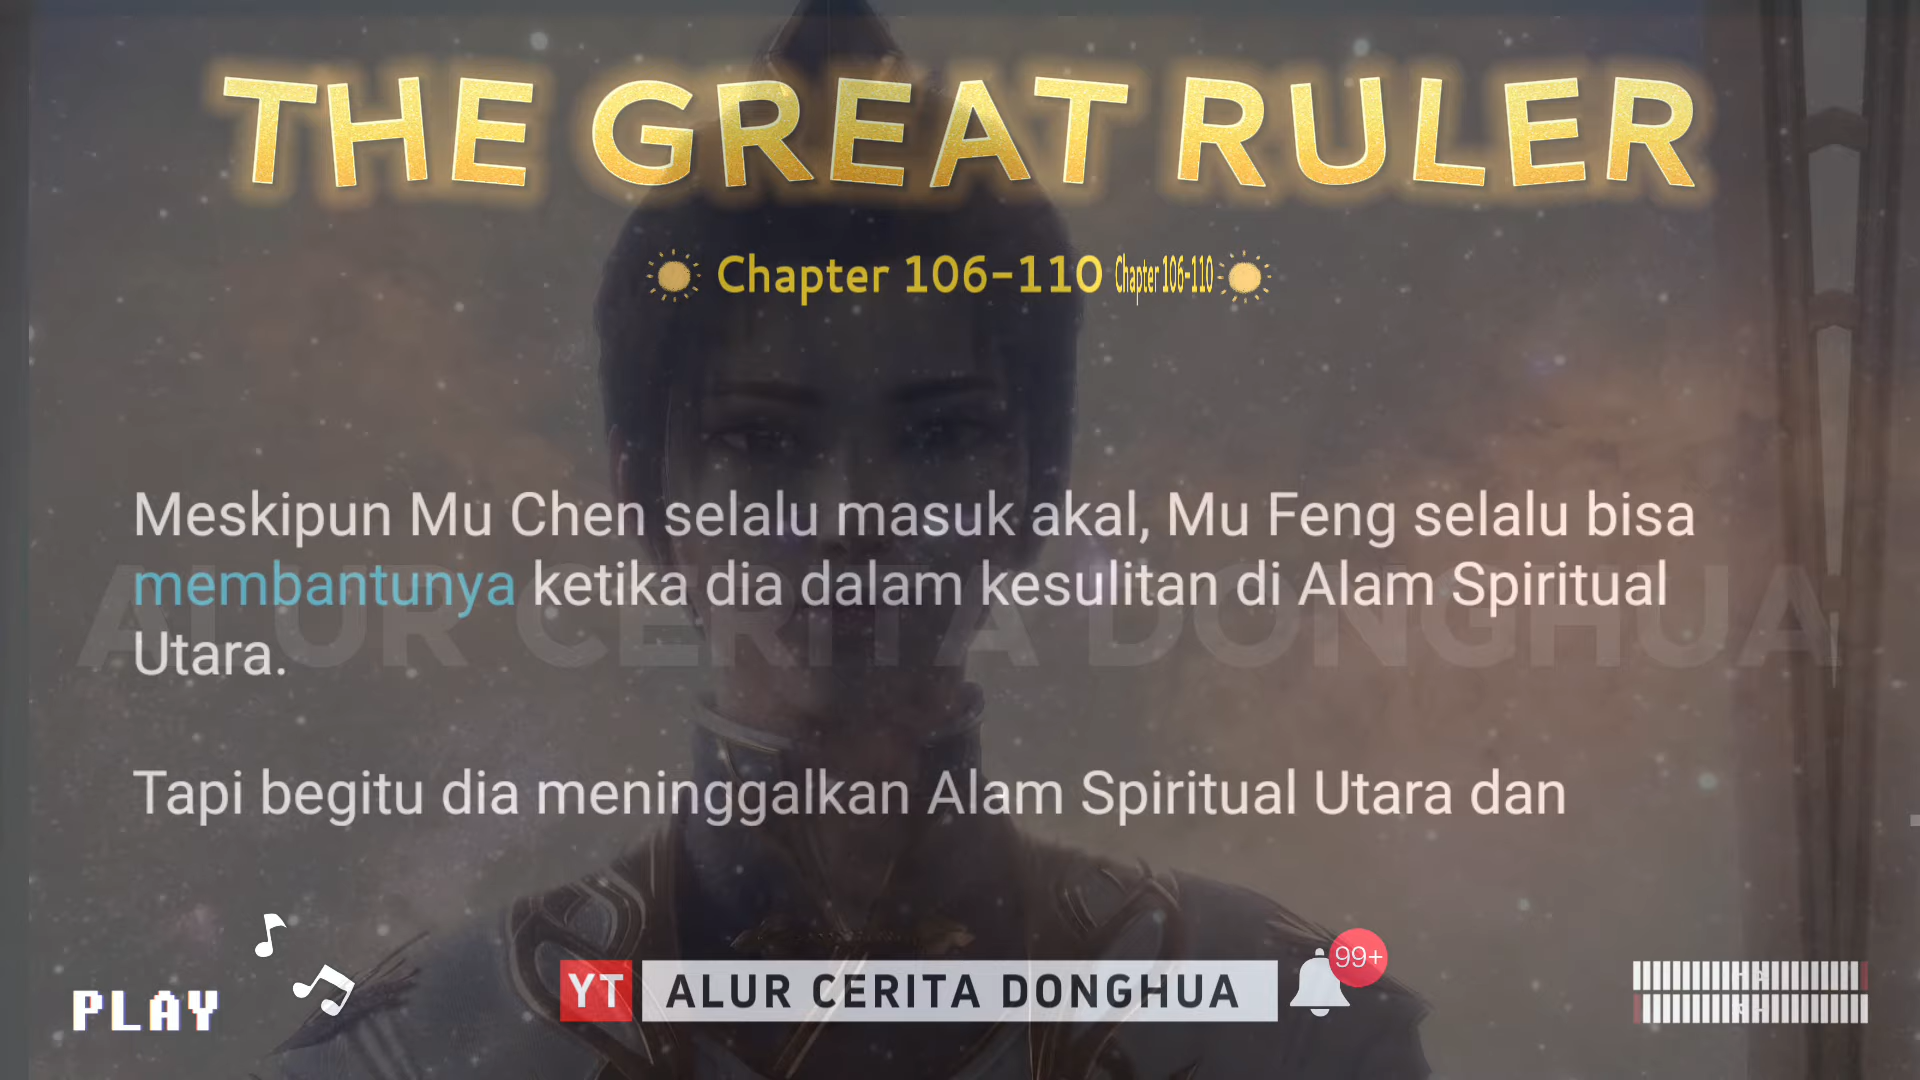 THE GREAT RULER
Chapter 106-110 Chapter 106-110
Meskipun Mu Chen selalu masuk akal, Mu Feng selalu bisa
membantunya ketika dia dalam kesulitan di Alam Spiritual
Utara.
ALUR CERITA DONGHUA
Tapi begitu dia meninggalkan Alam Spiritual Utara dan
PLAY
YT ALUR CERITA DONGHUA
99+